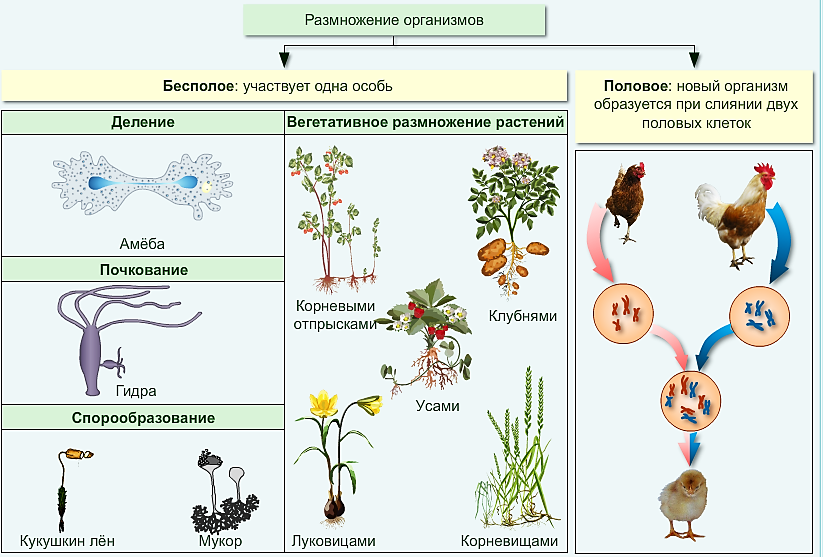 Размножение организмов
Бесполое: участвует одна особь
Половое: новый организм
образуется при слиянии двух
половых клеток
Деление
Вегетативное размножение растений
Амёба
Почкование
Корневыми
отпрысками
Клубнями
Гидра
Усами
Спорообразование
Кукушкин лён
Мукор
Луковицами
Корневищами